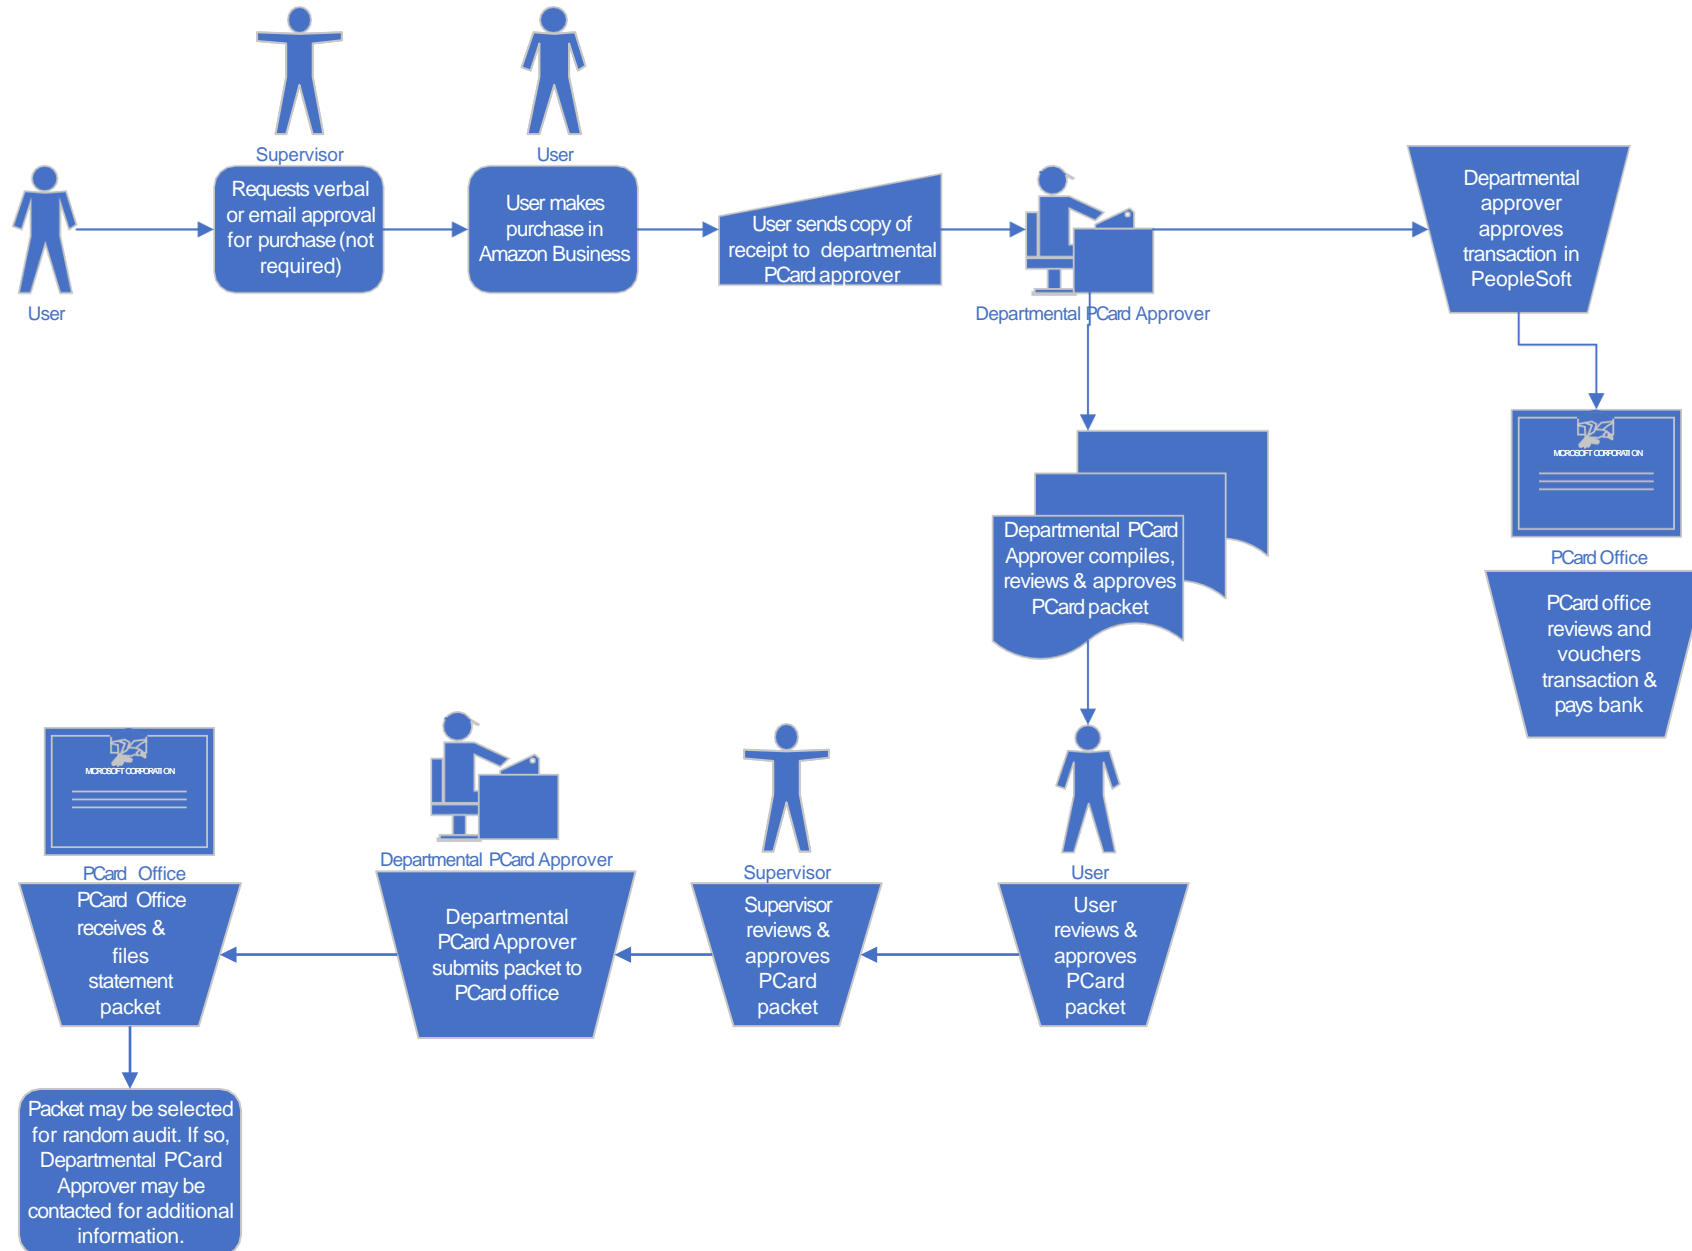 Supervisor
User
User
Requests verbal
or email approval
for purchase (not
required)
User makes
purchase in
Amazon Business
User sends copy of
receipt to departmental
PCard approver
Departmental PCard Approver
Departmental
approver
approves
transaction in
PeopleSoft
MICROSOFT CORPORATION
PCard Office
PCard office
reviews and
vouchers
transaction &
pays bank
Departmental PCard
Approver compiles,
reviews & approves
PCard packet
User
User
reviews &
approves
PCard
packet
Supervisor
Supervisor
reviews &
approves
PCard
packet
Departmental PCard Approver
Departmental
PCard Approver
submits packet to
PCard office
MICROSOFT CORPORATION
PCard Office
PCard Office
receives &
files
statement
packet
Packet may be selected
for random audit. If so,
Departmental PCard
Approver may be
contacted for additional
information.